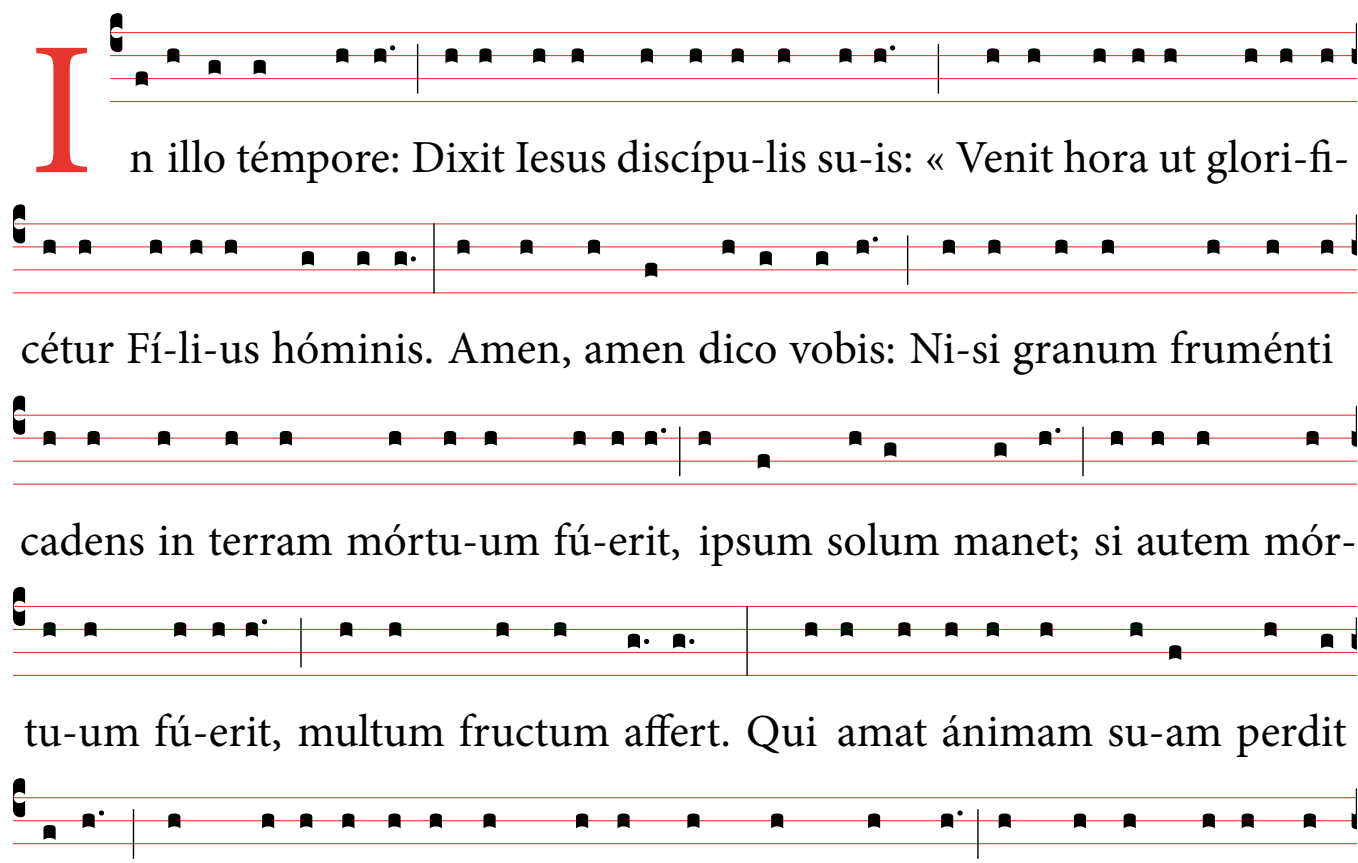 In illo témpore: Dixit Iesus discípu-lis su-is: « Venit hora ut glori-fi-
cétur Fí-li-us hóminis. Amen, amen dico vobis: Ni-si granum fruménti
cadens in terram mórtu-um fú-erit, ipsum solum manet; si autem mór-
tu-um fú-erit, multum fructum affert. Qui amat ánimam su-am perdit